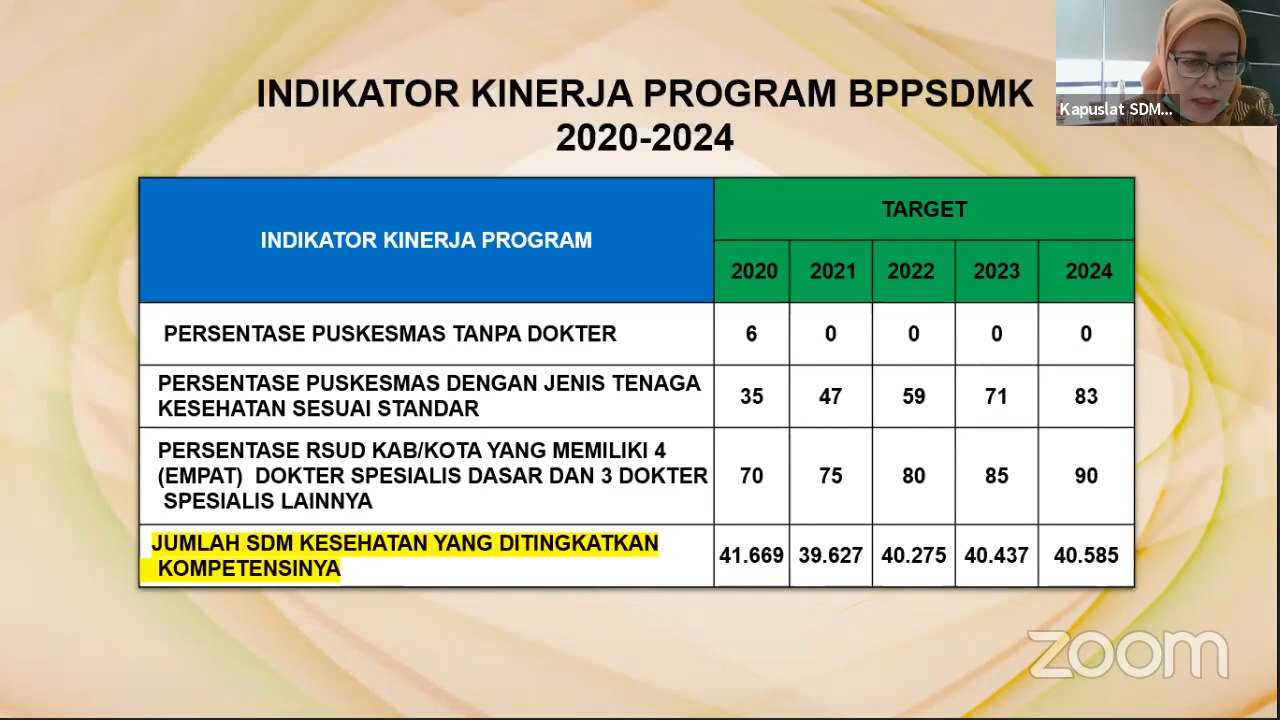 INDIKATOR KINERJA PROGRAM BPPSDMK
2020-2024
Kapuslat SDM...
INDIKATOR KINERJA PROGRAM
TARGET
2020 2021 2022 2023 2024
PERSENTASE PUSKESMAS TANPA DOKTER
6 0 0 0 0
PERSENTASE PUSKESMAS DENGAN JENIS TENAGA
KESEHATAN SESUAI STANDAR
35 47 59 71 83
PERSENTASE RSUD KAB/KOTA YANG MEMILIKI 4
(EMPAT) DOKTER SPESIALIS DASAR DAN 3 DOKTER
SPESIALIS LAINNYA
70 75 80 85 90
JUMLAH SDM KESEHATAN YANG DITINGKATKAN
KOMPETENSINYA
41.669 39.627 40.275 40.437 40.585
zoom